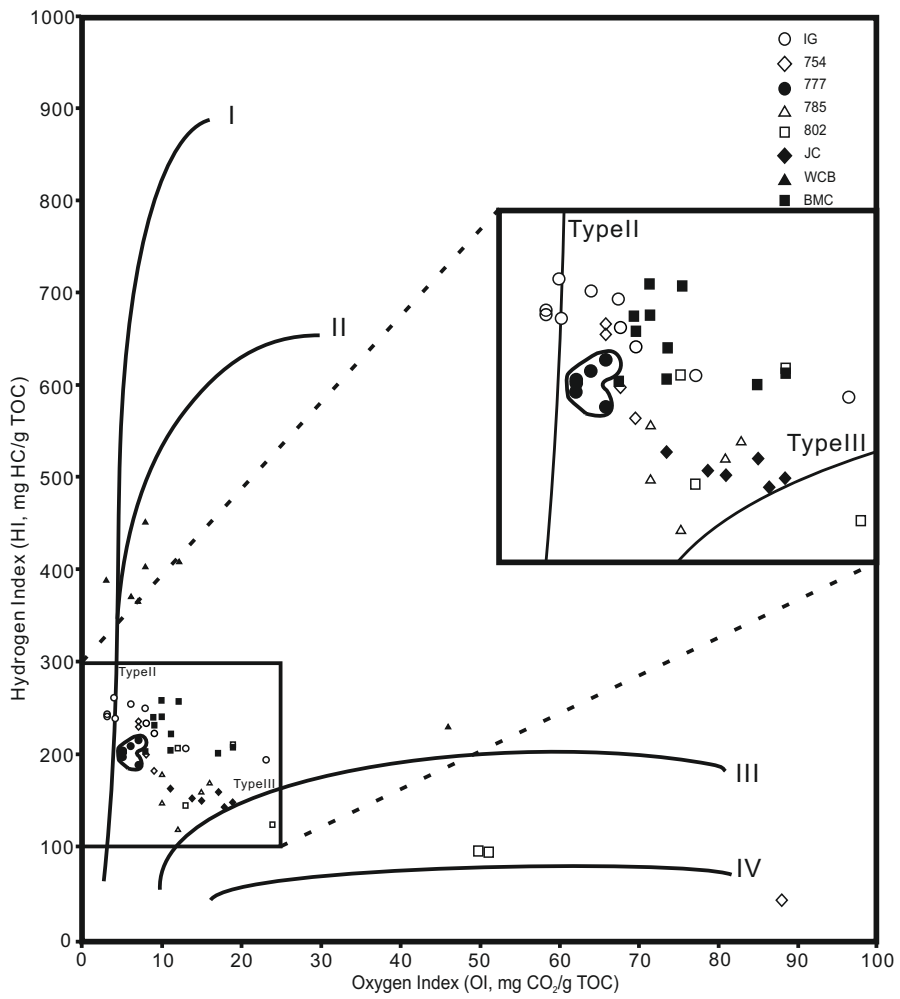 1000
900
800
700
600
500
400
300
200
100
0
Hydrogen Index (HI, mg HC/g TOC)
I
II
III
IV
IG
754
777
785
802
JC
WCB
BMC
TypeII
TypeIII
TypeII
TypeIII
0 10 20 30 40 50 60 70 80 90 100
Oxygen Index (OI, mg CO₂/g TOC)